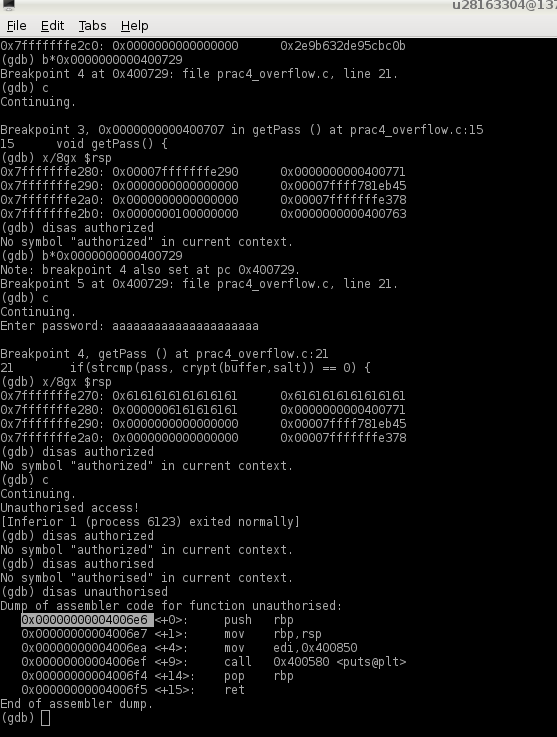 u28163304@137
File Edit Tabs Help
0x7fffffffe2c0: 0x0000000000000000 0x2e9b632de95cbc0b
(gdb) b*0x0000000000400729
Breakpoint 4 at 0x400729: file prac4_overflow.c, line 21.
(gdb) c
Continuing.
Breakpoint 3, 0x0000000000400707 in getPass () at prac4_overflow.c:15
15 void getPass() {
(gdb) x/8gx $rsp
0x7fffffffe280: 0x00007fffffffe290 0x0000000000400771
0x7fffffffe290: 0x0000000000000000 0x00007ffff781eb45
0x7fffffffe2a0: 0x0000000000000000 0x00007fffffffe378
0x7fffffffe2b0: 0x0000000100000000 0x0000000000400763
(gdb) disas authorized
No symbol "authorized" in current context.
(gdb) b*0x0000000000400729
Note: breakpoint 4 also set at pc 0x400729.
Breakpoint 5 at 0x400729: file prac4_overflow.c, line 21.
(gdb) c
Continuing.
Enter password: aaaaaaaaaaaaaaaaaaaaa
Breakpoint 4, getPass () at prac4_overflow.c:21
21 if(strcmp(pass, crypt(buffer,salt)) == 0) {
(gdb) x/8gx $rsp
0x7fffffffe270: 0x6161616161616161 0x6161616161616161
0x7fffffffe280: 0x0000006161616161 0x0000000000400771
0x7fffffffe290: 0x0000000000000000 0x00007ffff781eb45
0x7fffffffe2a0: 0x0000000000000000 0x00007fffffffe378
(gdb) disas authorized
No symbol "authorized" in current context.
(gdb) c
Continuing.
Unauthorised access!
[Inferior 1 (process 6123) exited normally]
(gdb) disas authorized
No symbol "authorized" in current context.
(gdb) disas authorised
No symbol "authorised" in current context.
(gdb) disas unauthorised
Dump of assembler code for function unauthorised:
0x00000000004006e6 <+0>: push rbp
0x00000000004006e7 <+1>: mov rbp,rsp
0x00000000004006ea <+4>: mov edi,0x400850
0x00000000004006ef <+9>: call 0x400580 <puts@plt>
0x00000000004006f4 <+14>: pop rbp
0x00000000004006f5 <+15>: ret
End of assembler dump.
(gdb)